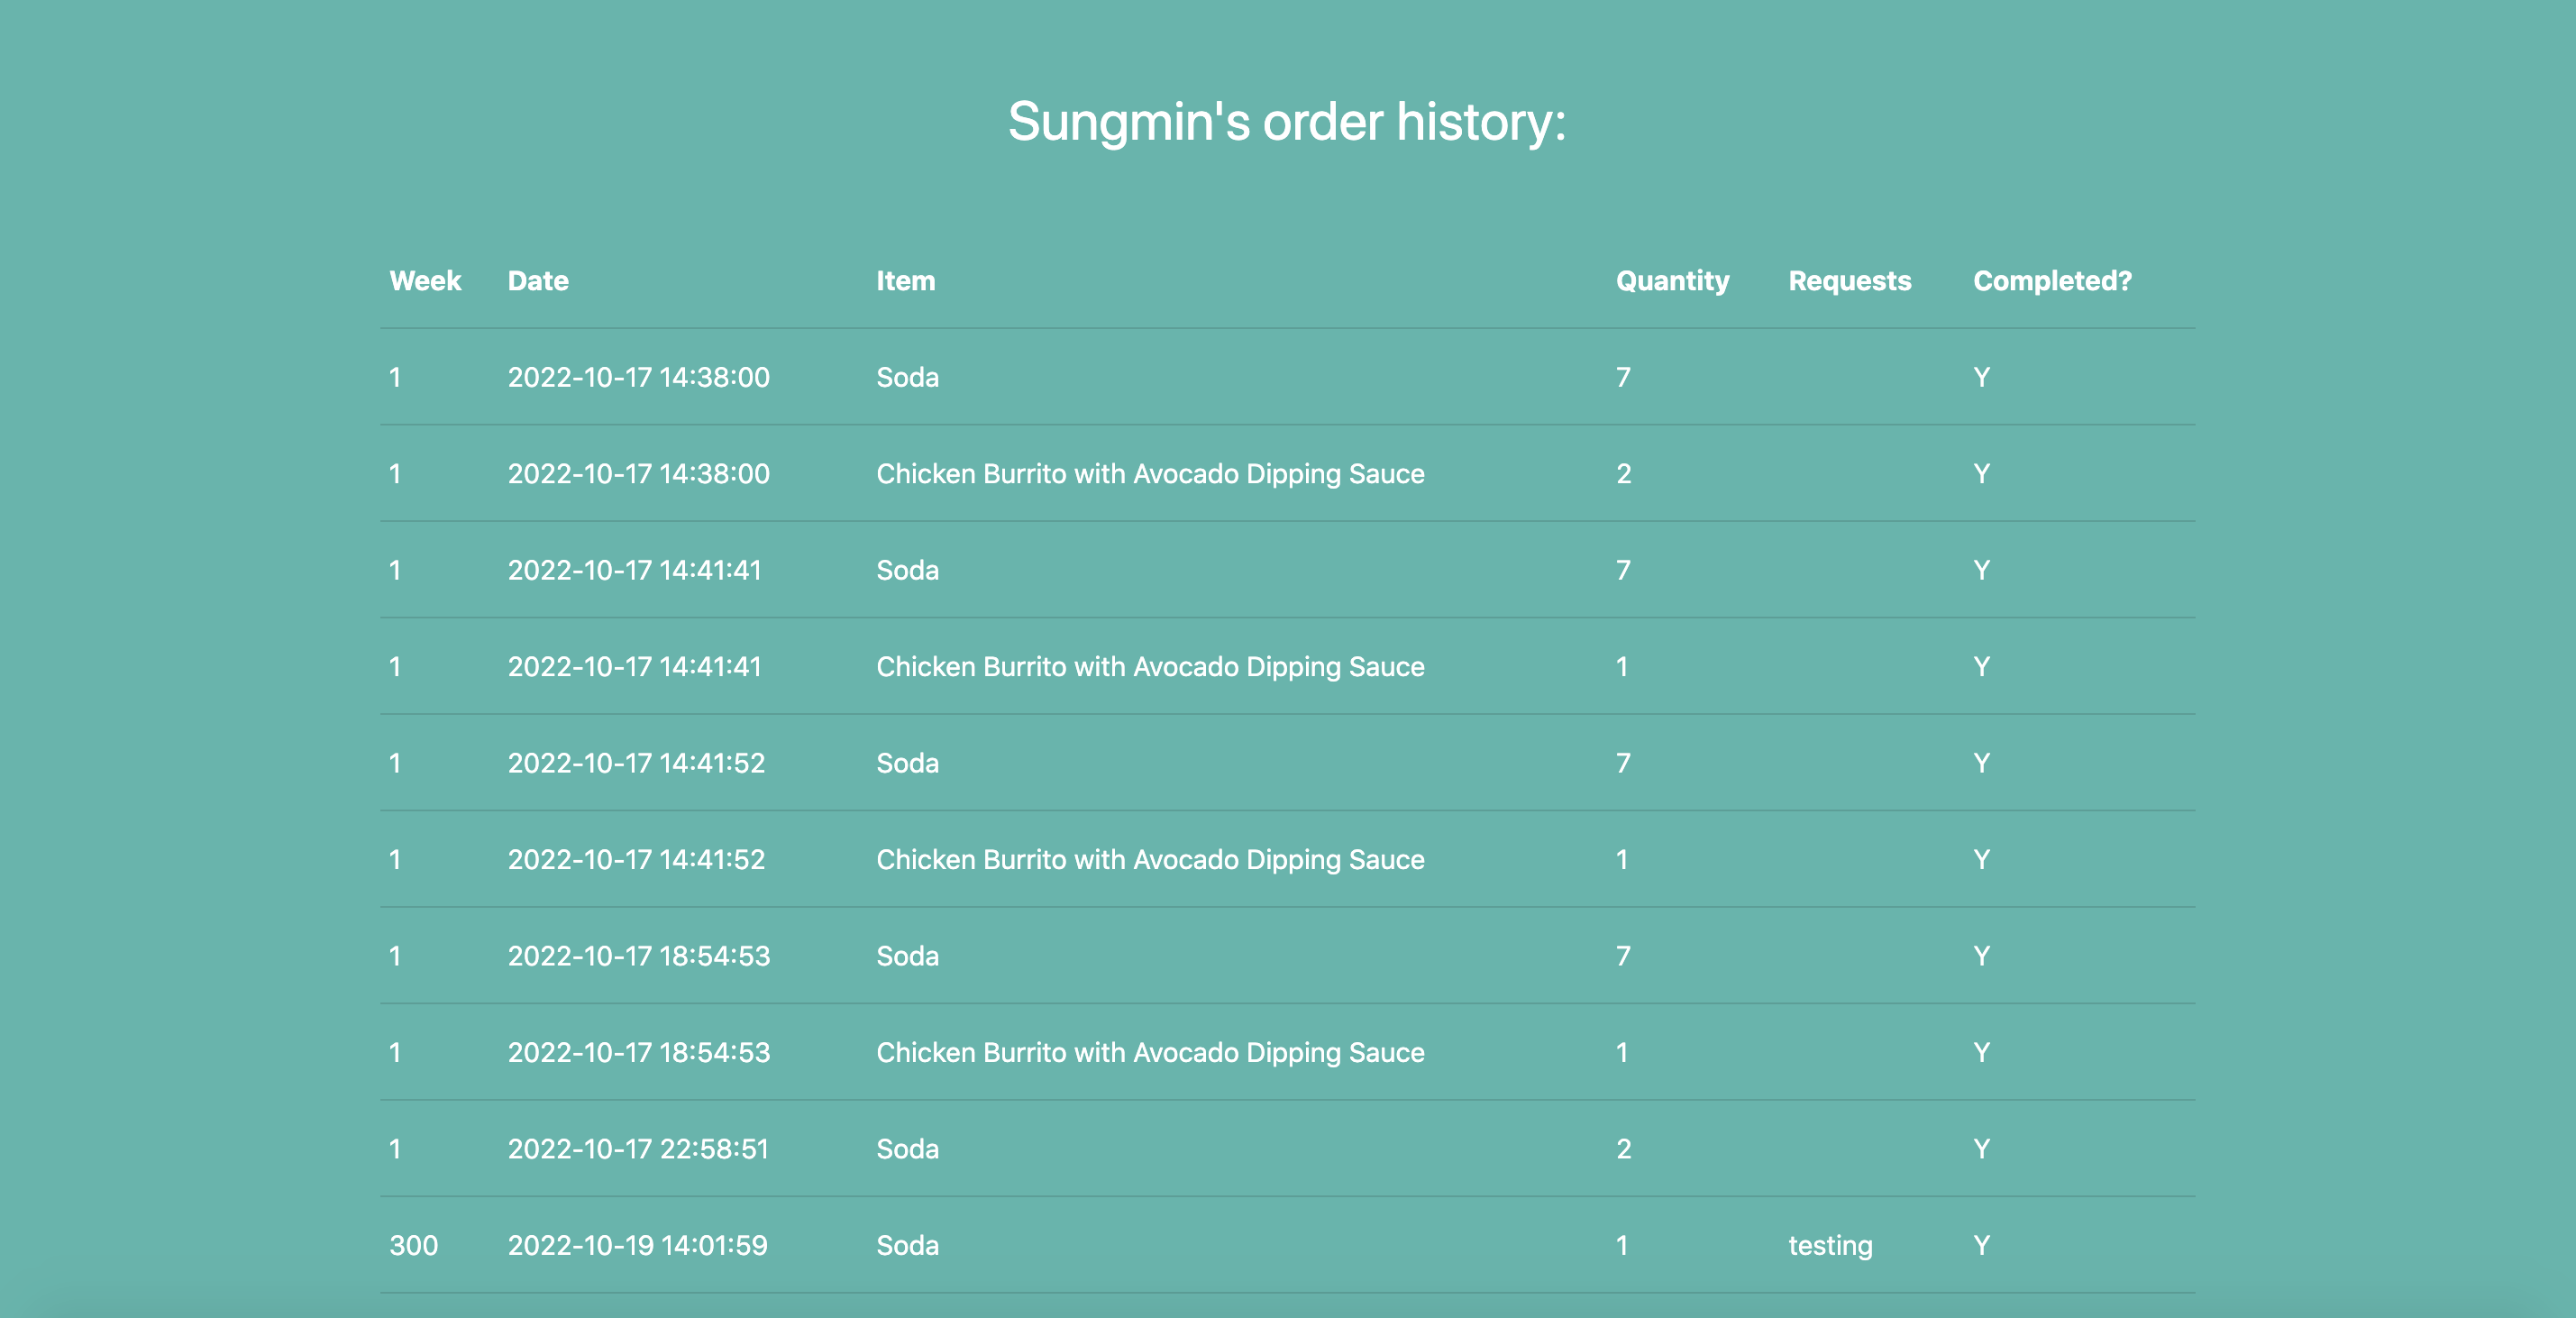 Sungmin's order history:
Week Date Item Quantity Requests Completed?
1 2022-10-17 14:38:00 Soda 7 Y
1 2022-10-17 14:38:00 Chicken Burrito with Avocado Dipping Sauce 2 Y
1 2022-10-17 14:41:41 Soda 7 Y
1 2022-10-17 14:41:41 Chicken Burrito with Avocado Dipping Sauce 1 Y
1 2022-10-17 14:41:52 Soda 7 Y
1 2022-10-17 14:41:52 Chicken Burrito with Avocado Dipping Sauce 1 Y
1 2022-10-17 18:54:53 Soda 7 Y
1 2022-10-17 18:54:53 Chicken Burrito with Avocado Dipping Sauce 1 Y
1 2022-10-17 22:58:51 Soda 2 Y
300 2022-10-19 14:01:59 Soda 1 testing Y